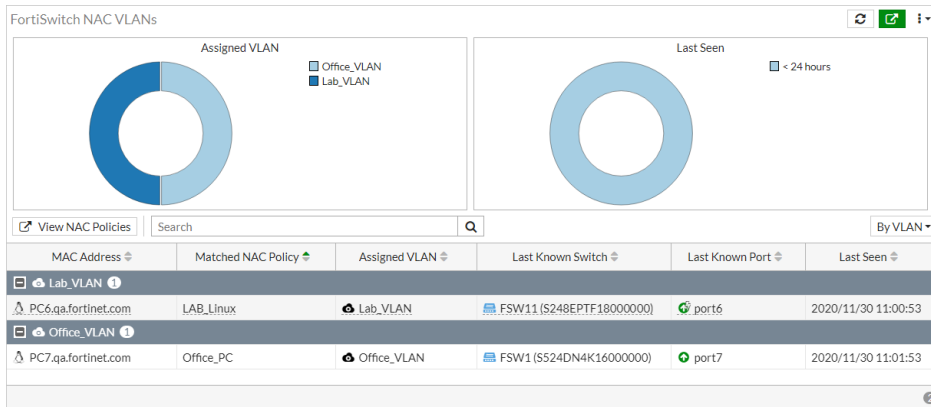 FortiSwitch NAC VLANs
Assigned VLAN
Office_VLAN
Lab_VLAN
Last Seen
< 24 hours
View NAC Policies
Search
By VLAN
MAC Address Matched NAC Policy Assigned VLAN Last Known Switch Last Known Port Last Seen
Lab_VLAN 1
PC6.qa.fortinet.com LAB_Linux Lab_VLAN FSW11 (S248EPTF18000000) port6 2020/11/30 11:00:53
Office_VLAN 1
PC7.qa.fortinet.com Office_PC Office_VLAN FSW1 (S524DN4K16000000) port7 2020/11/30 11:01:53
2